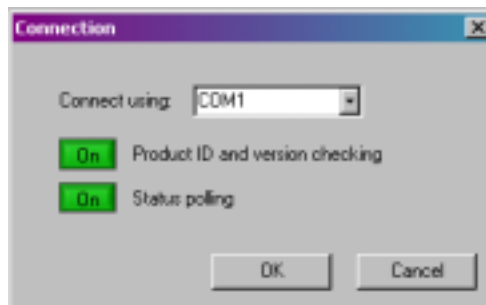 Connection
Connect using: COM1
On Product ID and version checking
On Status polling
OK Cancel